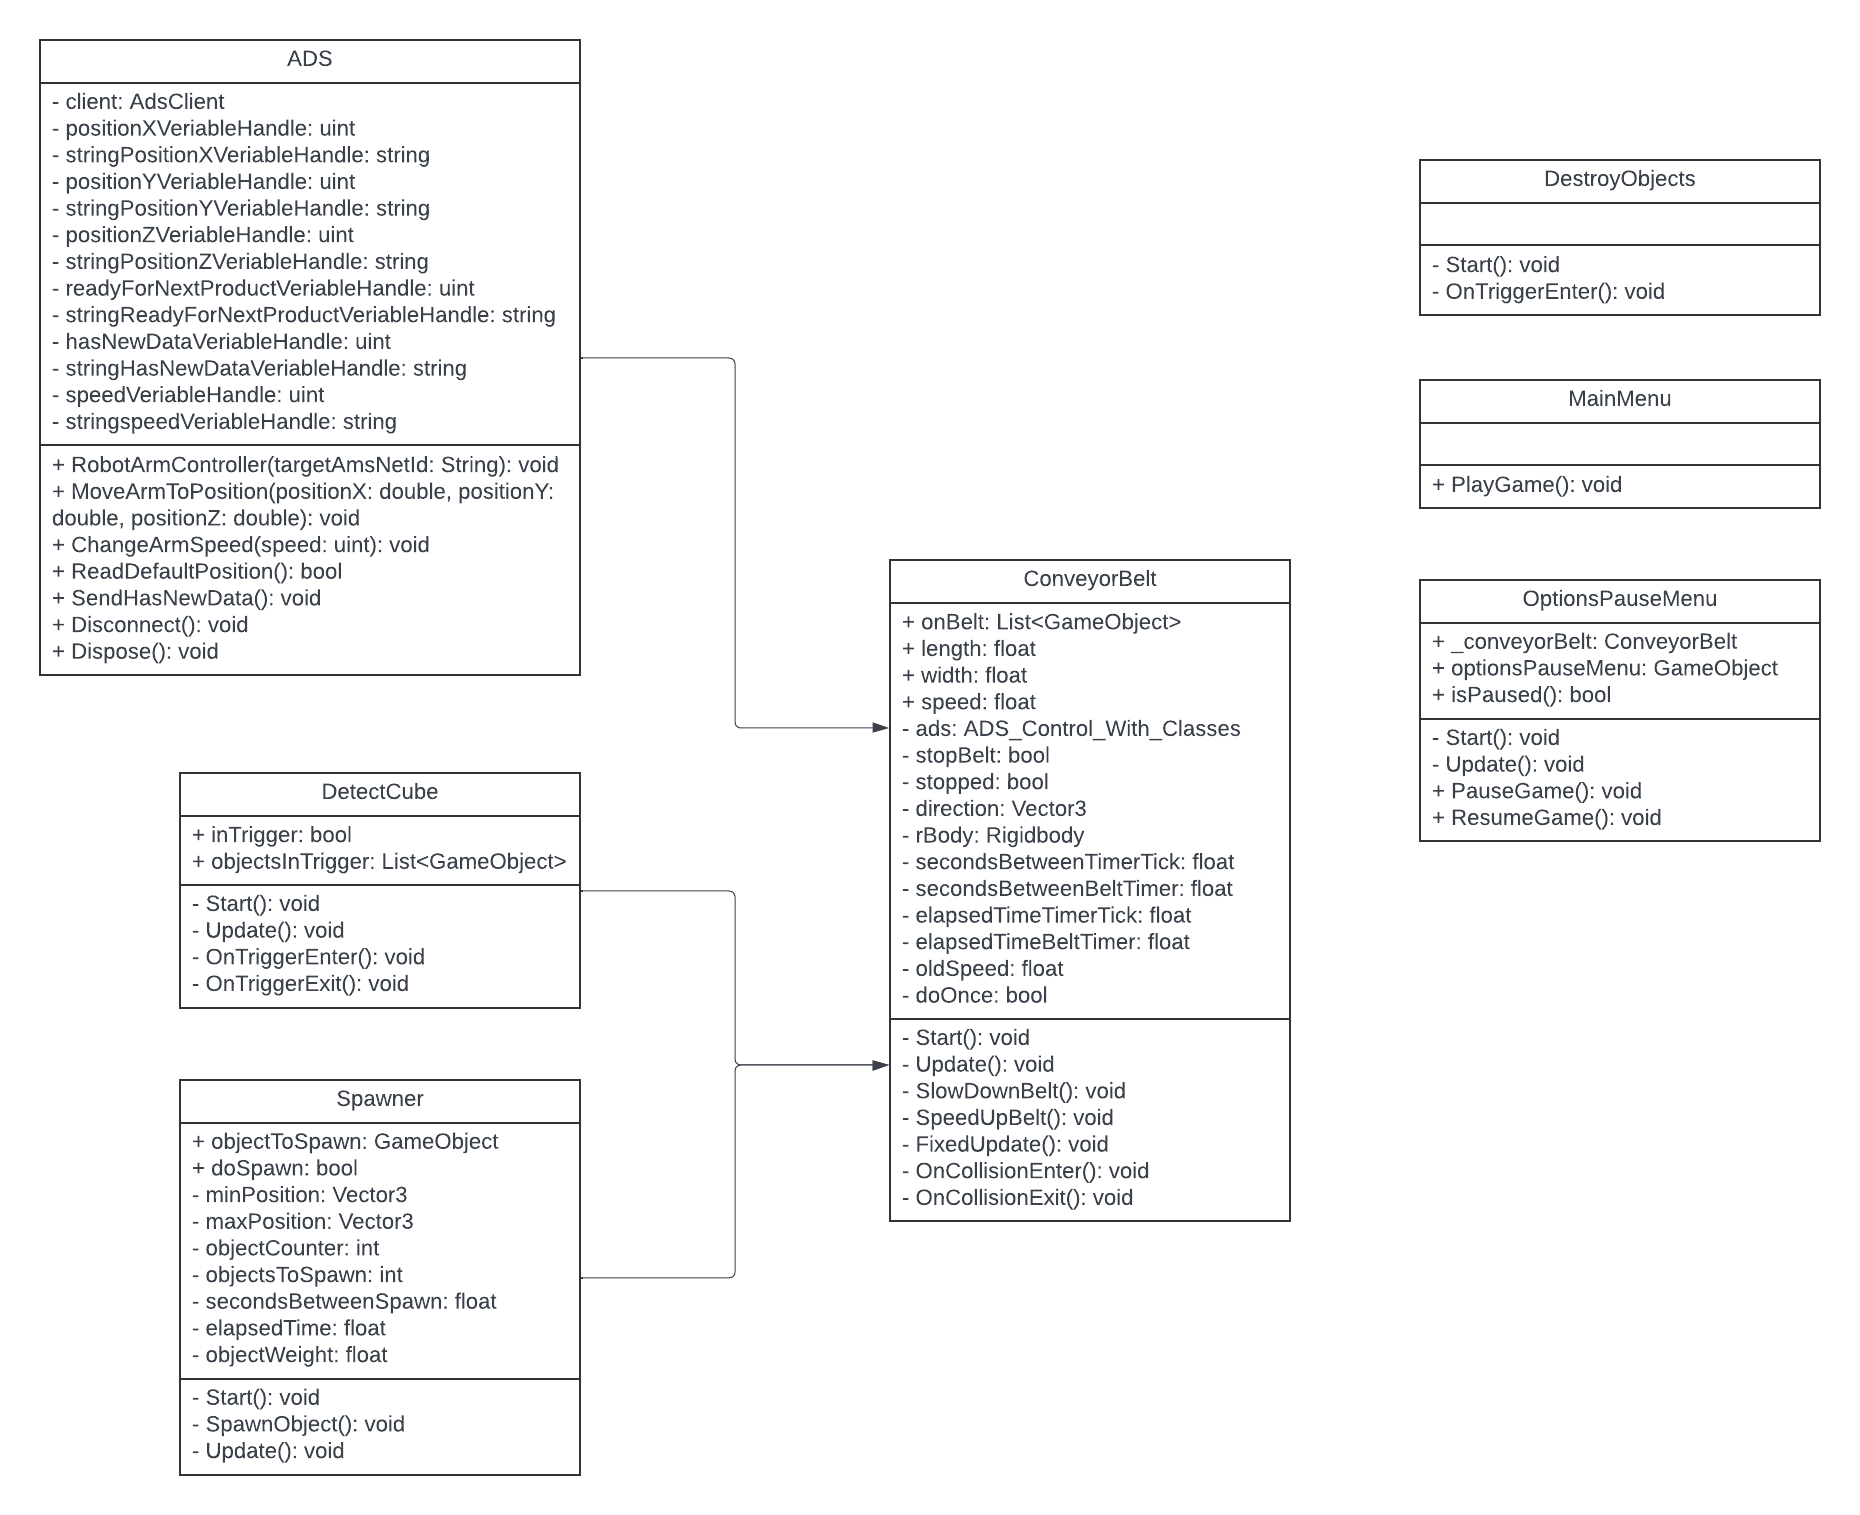 ADS
- client: AdsClient
- positionXVeriableHandle: uint
- stringPositionXVeriableHandle: string
- positionYVeriableHandle: uint
- stringPositionYVeriableHandle: string
- positionZVeriableHandle: uint
- stringPositionZVeriableHandle: string
- readyForNextProductVeriableHandle: uint
- stringReadyForNextProductVeriableHandle: string
- hasNewDataVeriableHandle: uint
- stringHasNewDataVeriableHandle: string
- speedVeriableHandle: uint
- stringspeedVeriableHandle: string
+ RobotArmController(targetAmsNetId: String): void
+ MoveArmToPosition(positionX: double, positionY:
double, positionZ: double): void
+ ChangeArmSpeed(speed: uint): void
+ ReadDefaultPosition(): bool
+ SendHasNewData(): void
+ Disconnect(): void
+ Dispose(): void
DetectCube
+ inTrigger: bool
+ objectsInTrigger: List<GameObject>
- Start(): void
- Update(): void
- OnTriggerEnter(): void
- OnTriggerExit(): void
Spawner
+ objectToSpawn: GameObject
+ doSpawn: bool
- minPosition: Vector3
- maxPosition: Vector3
- objectCounter: int
- objectsToSpawn: int
- secondsBetweenSpawn: float
- elapsedTime: float
- objectWeight: float
- Start(): void
- SpawnObject(): void
- Update(): void
ConveyorBelt
+ onBelt: List<GameObject>
+ length: float
+ width: float
+ speed: float
- ads: ADS_Control_With_Classes
- stopBelt: bool
- stopped: bool
- direction: Vector3
- rBody: Rigidbody
- secondsBetweenTimerTick: float
- secondsBetweenBeltTimer: float
- elapsedTimeTimerTick: float
- elapsedTimeBeltTimer: float
- oldSpeed: float
- doOnce: bool
- Start(): void
- Update(): void
- SlowDownBelt(): void
- SpeedUpBelt(): void
- FixedUpdate(): void
- OnCollisionEnter(): void
- OnCollisionExit(): void
DestroyObjects
- Start(): void
- OnTriggerEnter(): void
MainMenu
+ PlayGame(): void
OptionsPauseMenu
+ _conveyorBelt: ConveyorBelt
+ optionsPauseMenu: GameObject
+ isPaused(): bool
- Start(): void
- Update(): void
+ PauseGame(): void
+ ResumeGame(): void